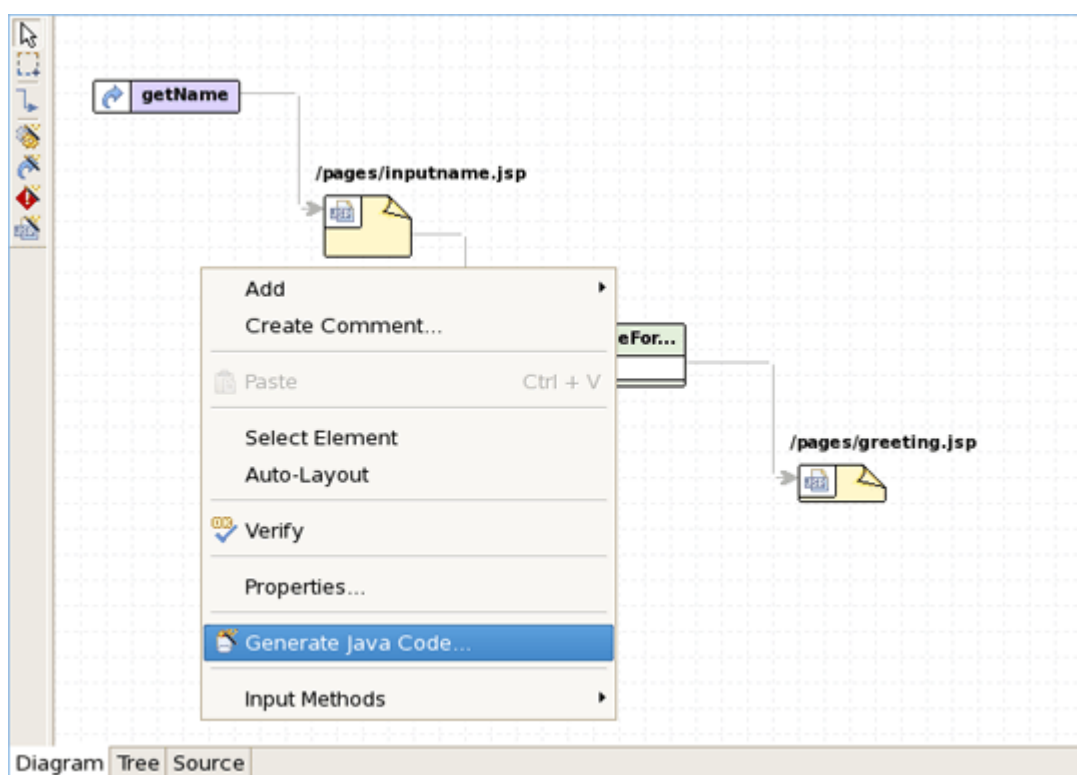 getName
/pages/inputname.jsp
Add
Create Comment...
eFor...
Paste Ctrl + V
Select Element
/pages/greeting.jsp
Auto-Layout
Verify
Properties...
Generate Java Code...
Input Methods
Diagram Tree Source